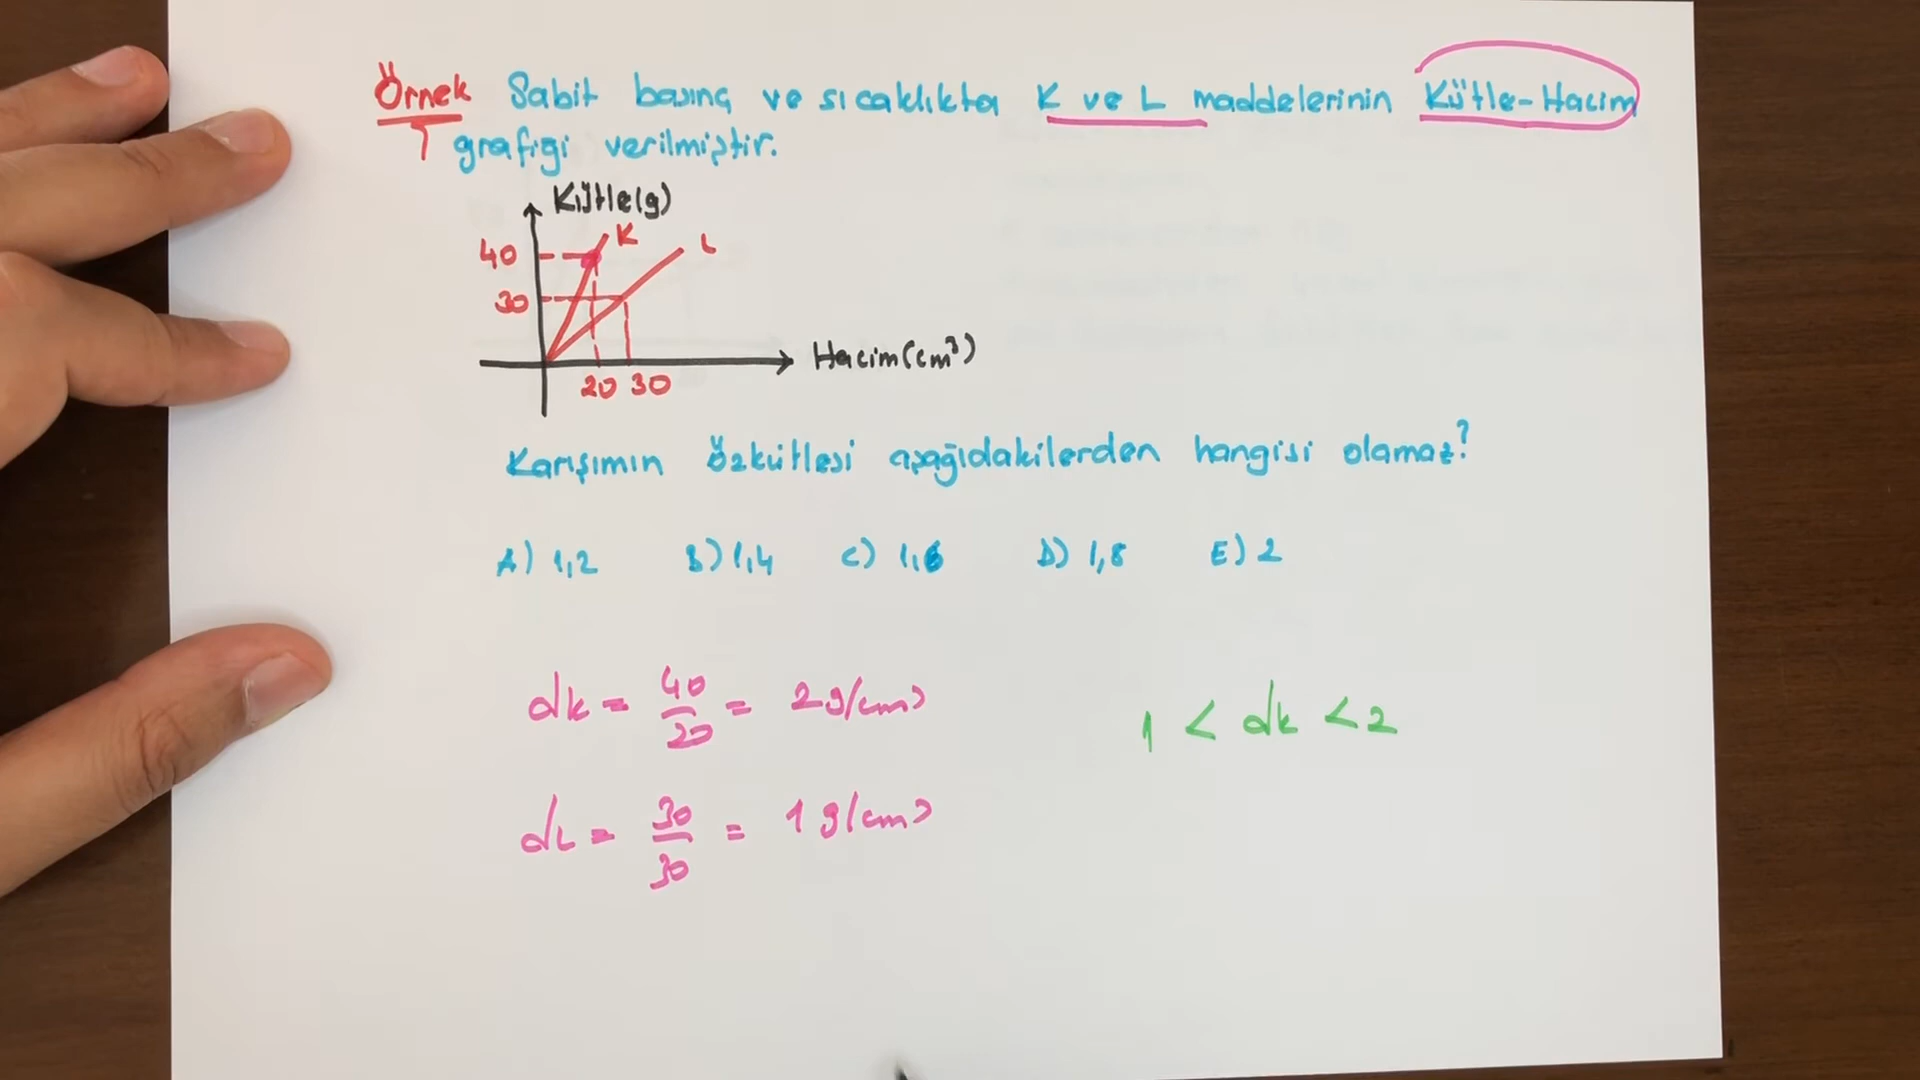 Örnek Sabit basınç ve sıcaklıkta K ve L maddelerinin Kütle-Hacim
grafiği verilmiştir.
Kütle(g)
K
L
40
30
Hacim(cm³)
20 30
Karışımın özkütlesi aşağıdakilerden hangisi olamaz?
A) 1,2 B) 1,4 C) 1,6 D) 1,8 E) 2
dk = 40/20 = 2g/cm3
1 < dk < 2
dL = 30/30 = 1g/cm3